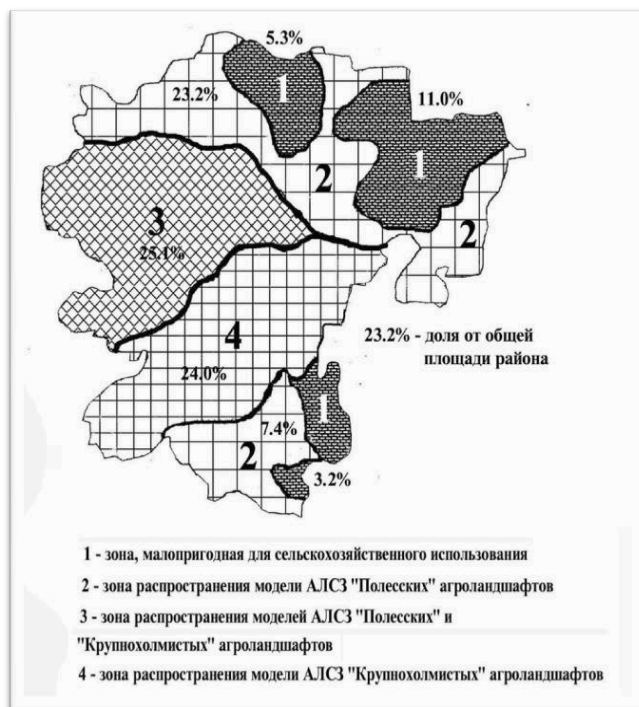 5.3%
23.2%
1
11.0%
1
2
2
3
25.1%
4
23.2% - доля от общей
площади района
24.0%
1
7.4%
2
3.2%
1 - зона, малопригодная для сельскохозяйственного использования
2 - зона распространения модели АЛСЗ "Полесских" агроландшафтов
3 - зона распространения моделей АЛСЗ "Полесских" и
"Крупнохолмистых" агроландшафтов
4 - зона распространения модели АЛСЗ "Крупнохолмистых" агроландшафтов